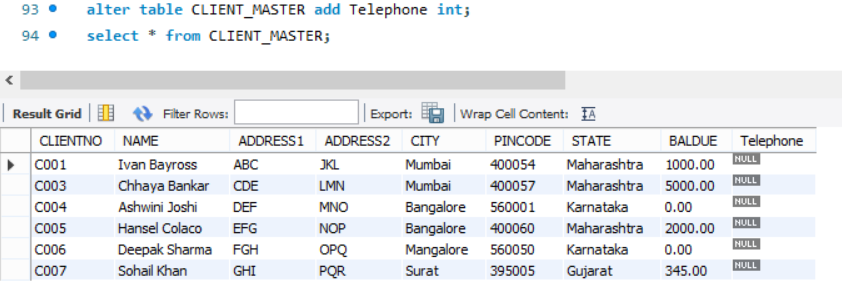 93 alter table CLIENT_MASTER add Telephone int;
94 select * from CLIENT_MASTER;
Result Grid Filter Rows: Export: Wrap Cell Content: IA
CLIENTNO NAME ADDRESS1 ADDRESS2 CITY PINCODE STATE BALDUE Telephone
C001 Ivan Bayross ABC JKL Mumbai 400054 Maharashtra 1000.00 NULL
C003 Chhaya Bankar CDE LMN Mumbai 400057 Maharashtra 5000.00 NULL
C004 Ashwini Joshi DEF MNO Bangalore 560001 Karnataka 0.00 NULL
C005 Hansel Colaco EFG NOP Bangalore 400060 Maharashtra 2000.00 NULL
C006 Deepak Sharma FGH OPQ Mangalore 560050 Karnataka 0.00 NULL
C007 Sohail Khan GHI PQR Surat 395005 Gujarat 345.00 NULL